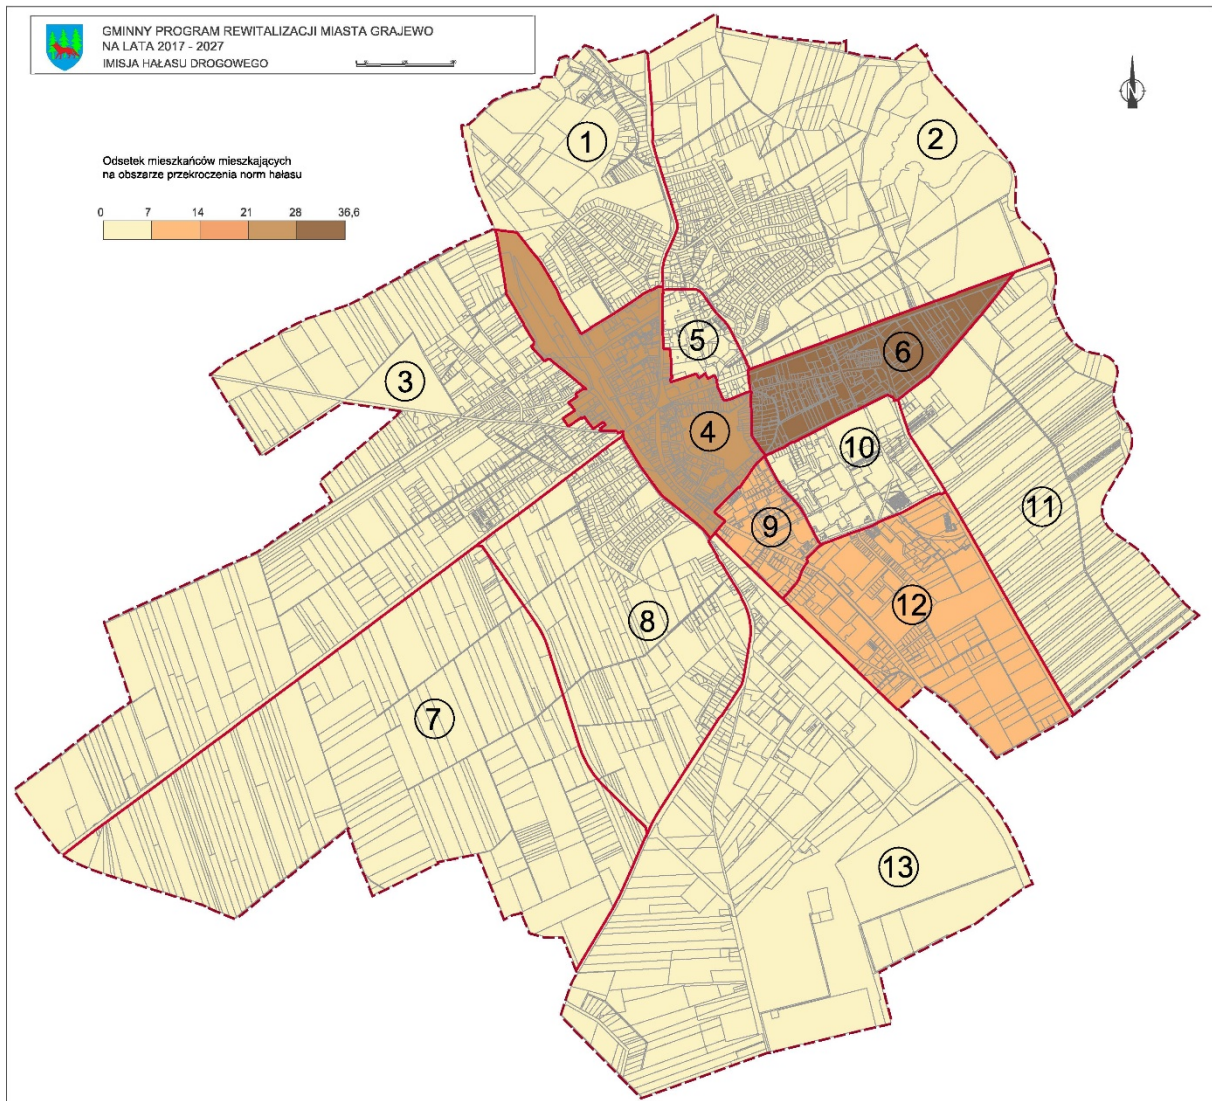 GMINNY PROGRAM REWITALIZACJI MIASTA GRAJEWO
NA LATA 2017 - 2027
IMISJA HAŁASU DROGOWEGO
N
Odsetek mieszkańców mieszkających
na obszarze przekroczenia norm hałasu
0 7 14 21 28 36,6
1
2
3
4
5
6
7
8
9
10
11
12
13